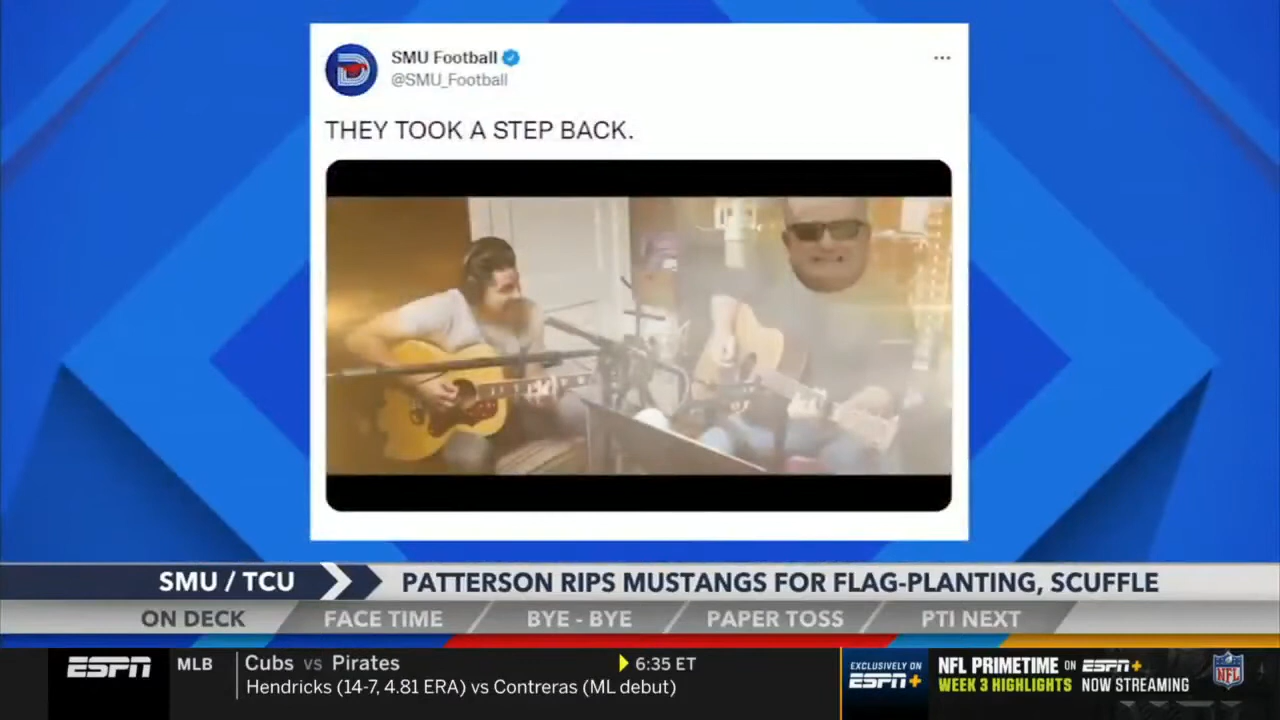 SMU Football
@SMU_Football
THEY TOOK A STEP BACK.
SMU / TCU
PATTERSON RIPS MUSTANGS FOR FLAG-PLANTING, SCUFFLE
ON DECK
FACE TIME
BYE - BYE
PAPER TOSS
PTI NEXT
ESPN
MLB
Cubs vs Pirates
6:35 ET
Hendricks (14-7, 4.81 ERA) vs Contreras (ML debut)
EXCLUSIVELY ON
ESPN+
NFL PRIMETIME ON ESPN+
WEEK 3 HIGHLIGHTS NOW STREAMING
NFL